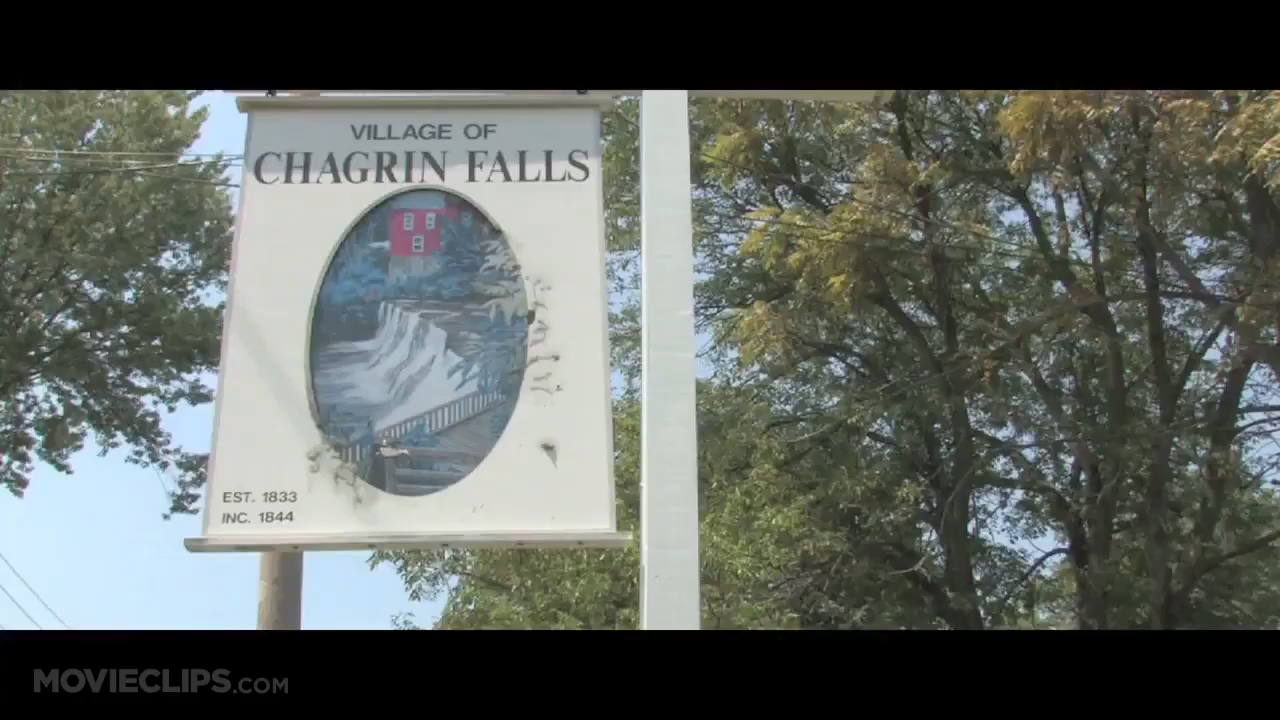 VILLAGE OF
CHAGRIN FALLS
EST. 1833
INC. 1844
MOVIECLIPS.COM